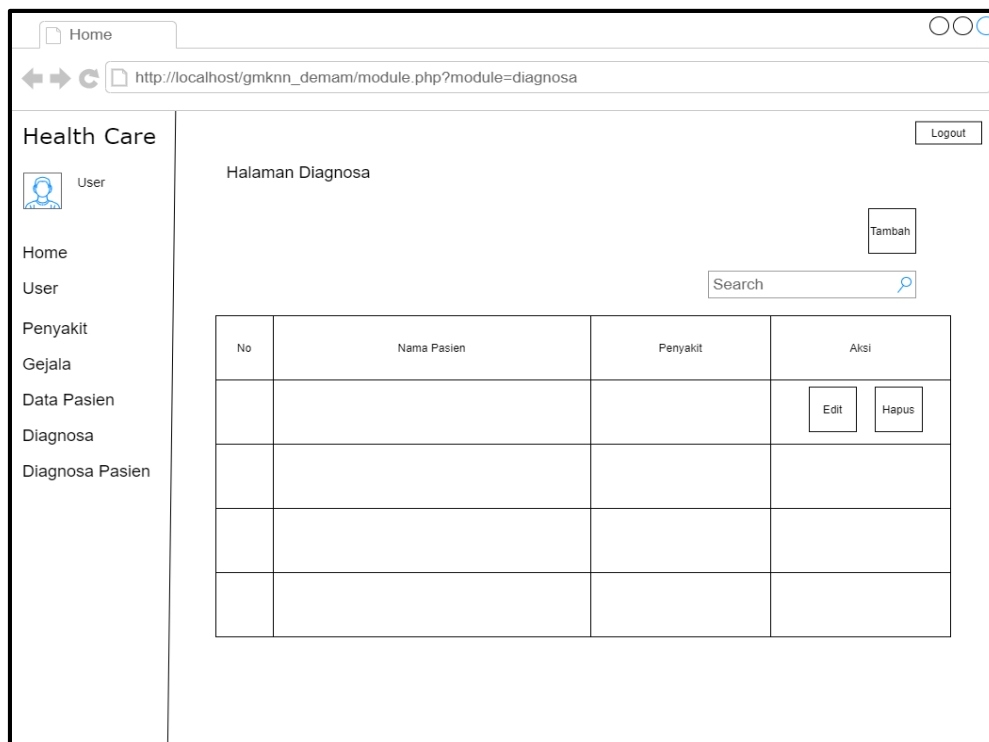 Home
http://localhost/gmknn_demam/module.php?module=diagnosa
Health Care
Logout
User
Halaman Diagnosa
Tambah
Search
Home
User
Penyakit
Gejala
Data Pasien
Diagnosa
Diagnosa Pasien
No Nama Pasien Penyakit Aksi
Edit Hapus